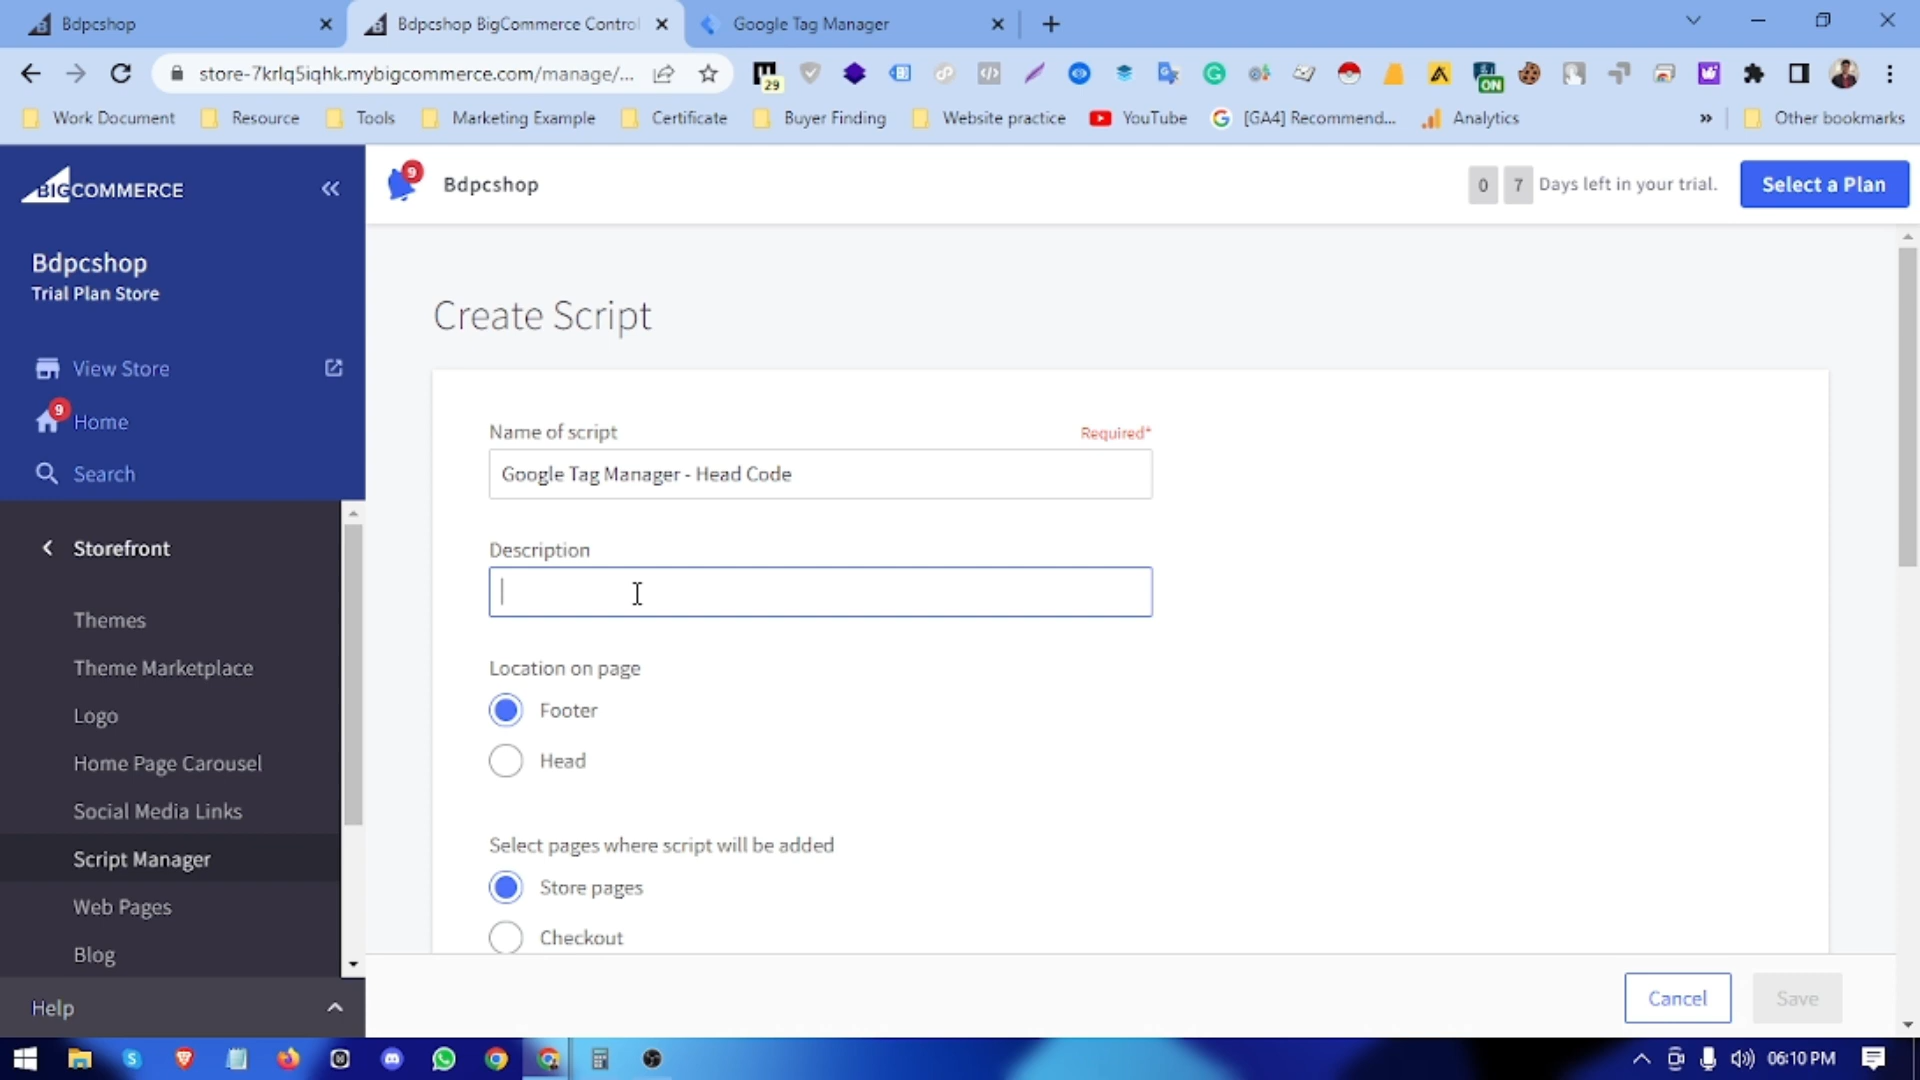 Bdpcshop
Bdpcshop BigCommerce Control
Google Tag Manager
store-7krlq5iqhk.mybigcommerce.com/manage/...
29
ON
Work Document
Resource
Tools
Marketing Example
Certificate
Buyer Finding
Website practice
YouTube
[GA4] Recommend...
Analytics
»
Other bookmarks
BIGCOMMERCE
9
Bdpcshop
0 7 Days left in your trial.
Select a Plan
Bdpcshop
Trial Plan Store
View Store
9
Home
Search
Storefront
Themes
Theme Marketplace
Logo
Home Page Carousel
Social Media Links
Script Manager
Web Pages
Blog
Help
Create Script
Name of script
Required*
Google Tag Manager - Head Code
Description
Location on page
Footer
Head
Select pages where script will be added
Store pages
Checkout
Cancel
Save
06:10 PM